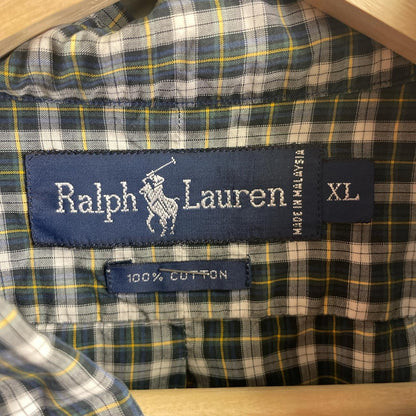 Ralph Lauren
MADE IN MALAYSIA
XL
100% COTTON